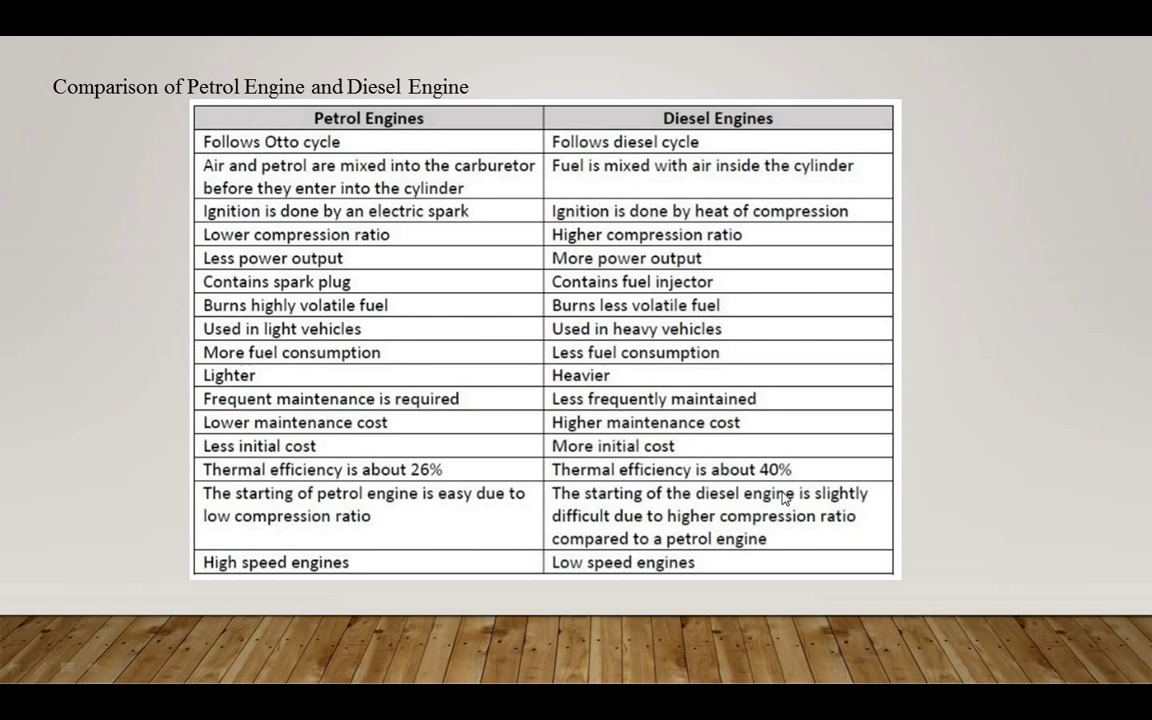 Comparison of Petrol Engine and Diesel Engine
Petrol Engines Diesel Engines
Follows Otto cycle Follows diesel cycle
Air and petrol are mixed into the carburetor Fuel is mixed with air inside the cylinder
before they enter into the cylinder
Ignition is done by an electric spark Ignition is done by heat of compression
Lower compression ratio Higher compression ratio
Less power output More power output
Contains spark plug Contains fuel injector
Burns highly volatile fuel Burns less volatile fuel
Used in light vehicles Used in heavy vehicles
More fuel consumption Less fuel consumption
Lighter Heavier
Frequent maintenance is required Less frequently maintained
Lower maintenance cost Higher maintenance cost
Less initial cost More initial cost
Thermal efficiency is about 26% Thermal efficiency is about 40%
The starting of petrol engine is easy due to The starting of the diesel engine is slightly
low compression ratio difficult due to higher compression ratio
compared to a petrol engine
High speed engines Low speed engines